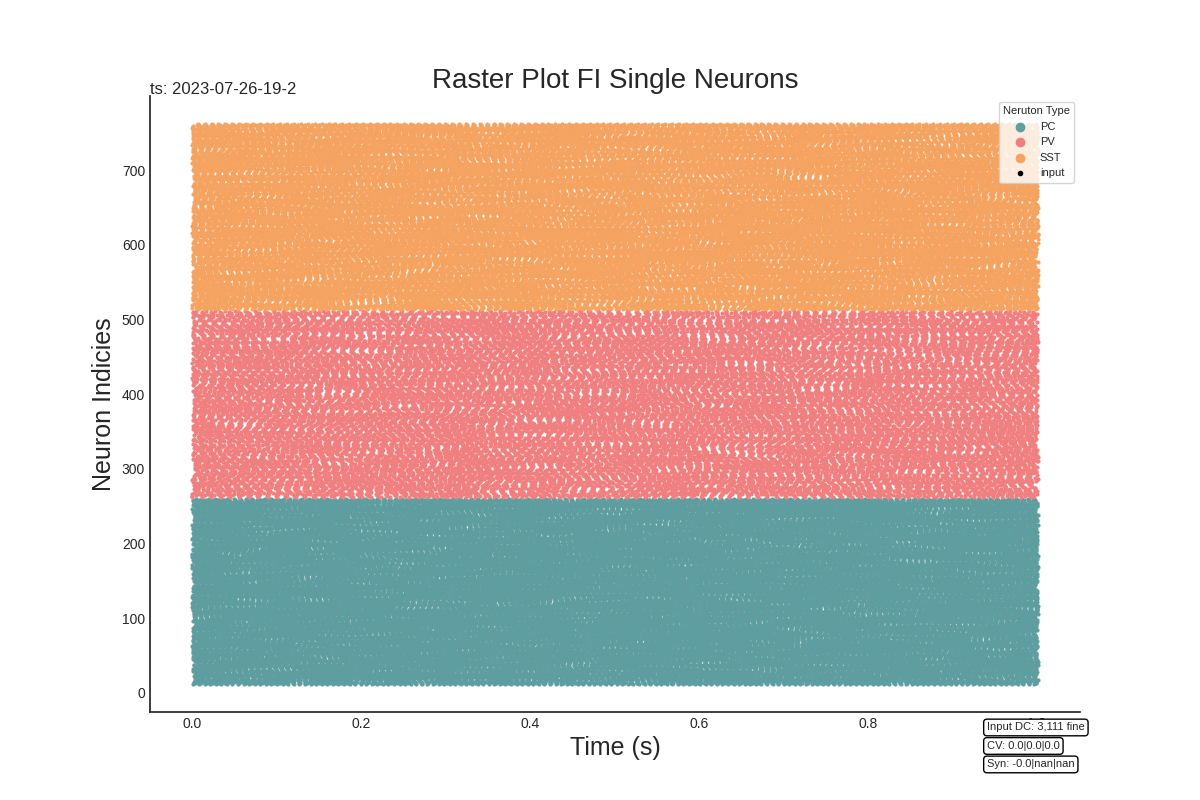 Raster Plot FI Single Neurons
ts: 2023-07-26-19-2
Neruton Type
PC
PV
SST
input
Neuron Indicies
700
600
500
400
300
200
100
0
0.0 0.2 0.4 0.6 0.8
Time (s)
Input DC: 3,111 fine
CV: 0.0|0.0|0.0
Syn: -0.0|nan|nan